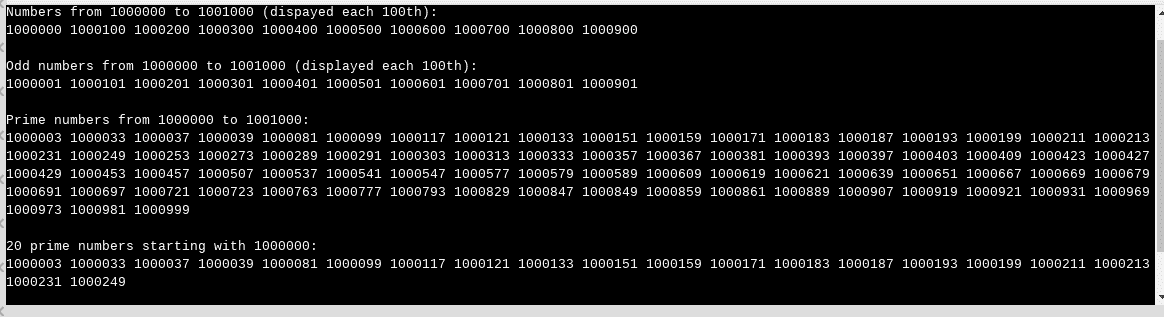 Numbers from 1000000 to 1001000 (dispayed each 100th):
1000000 1000100 1000200 1000300 1000400 1000500 1000600 1000700 1000800 1000900
Odd numbers from 1000000 to 1001000 (displayed each 100th):
1000001 1000101 1000201 1000301 1000401 1000501 1000601 1000701 1000801 1000901
Prime numbers from 1000000 to 1001000:
1000003 1000033 1000037 1000039 1000081 1000099 1000117 1000121 1000133 1000151 1000159 1000171 1000183 1000187 1000193 1000199 1000211 1000213
1000231 1000249 1000253 1000273 1000289 1000291 1000303 1000313 1000333 1000357 1000367 1000381 1000393 1000397 1000403 1000409 1000423 1000427
1000429 1000453 1000457 1000507 1000537 1000541 1000547 1000577 1000579 1000589 1000609 1000619 1000621 1000639 1000651 1000667 1000669 1000679
1000691 1000697 1000721 1000723 1000763 1000777 1000793 1000829 1000847 1000849 1000859 1000861 1000889 1000907 1000919 1000921 1000931 1000969
1000973 1000981 1000999
20 prime numbers starting with 1000000:
1000003 1000033 1000037 1000039 1000081 1000099 1000117 1000121 1000133 1000151 1000159 1000171 1000183 1000187 1000193 1000199 1000211 1000213
1000231 1000249